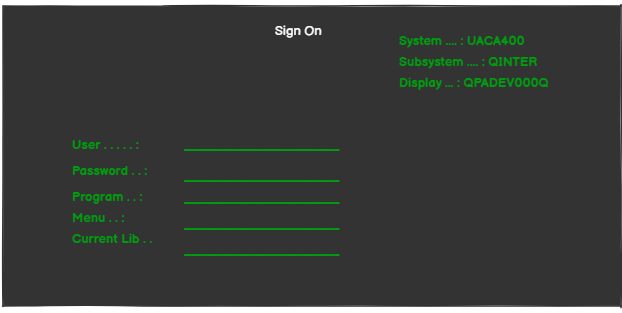 Sign On
System .... : UACA400
Subsystem .... : QINTER
Display ... : QPADEV000Q
User . . . . . :
Password . . :
Program . . :
Menu . . :
Current Lib . .